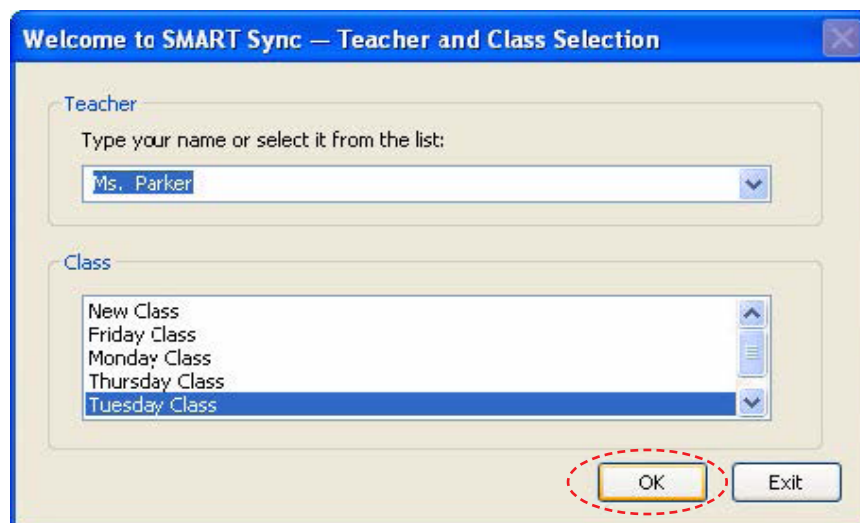 Welcome to SMART Sync — Teacher and Class Selection
Teacher
Type your name or select it from the list:
Ms. Parker
Class
New Class
Friday Class
Monday Class
Thursday Class
Tuesday Class
OK Exit